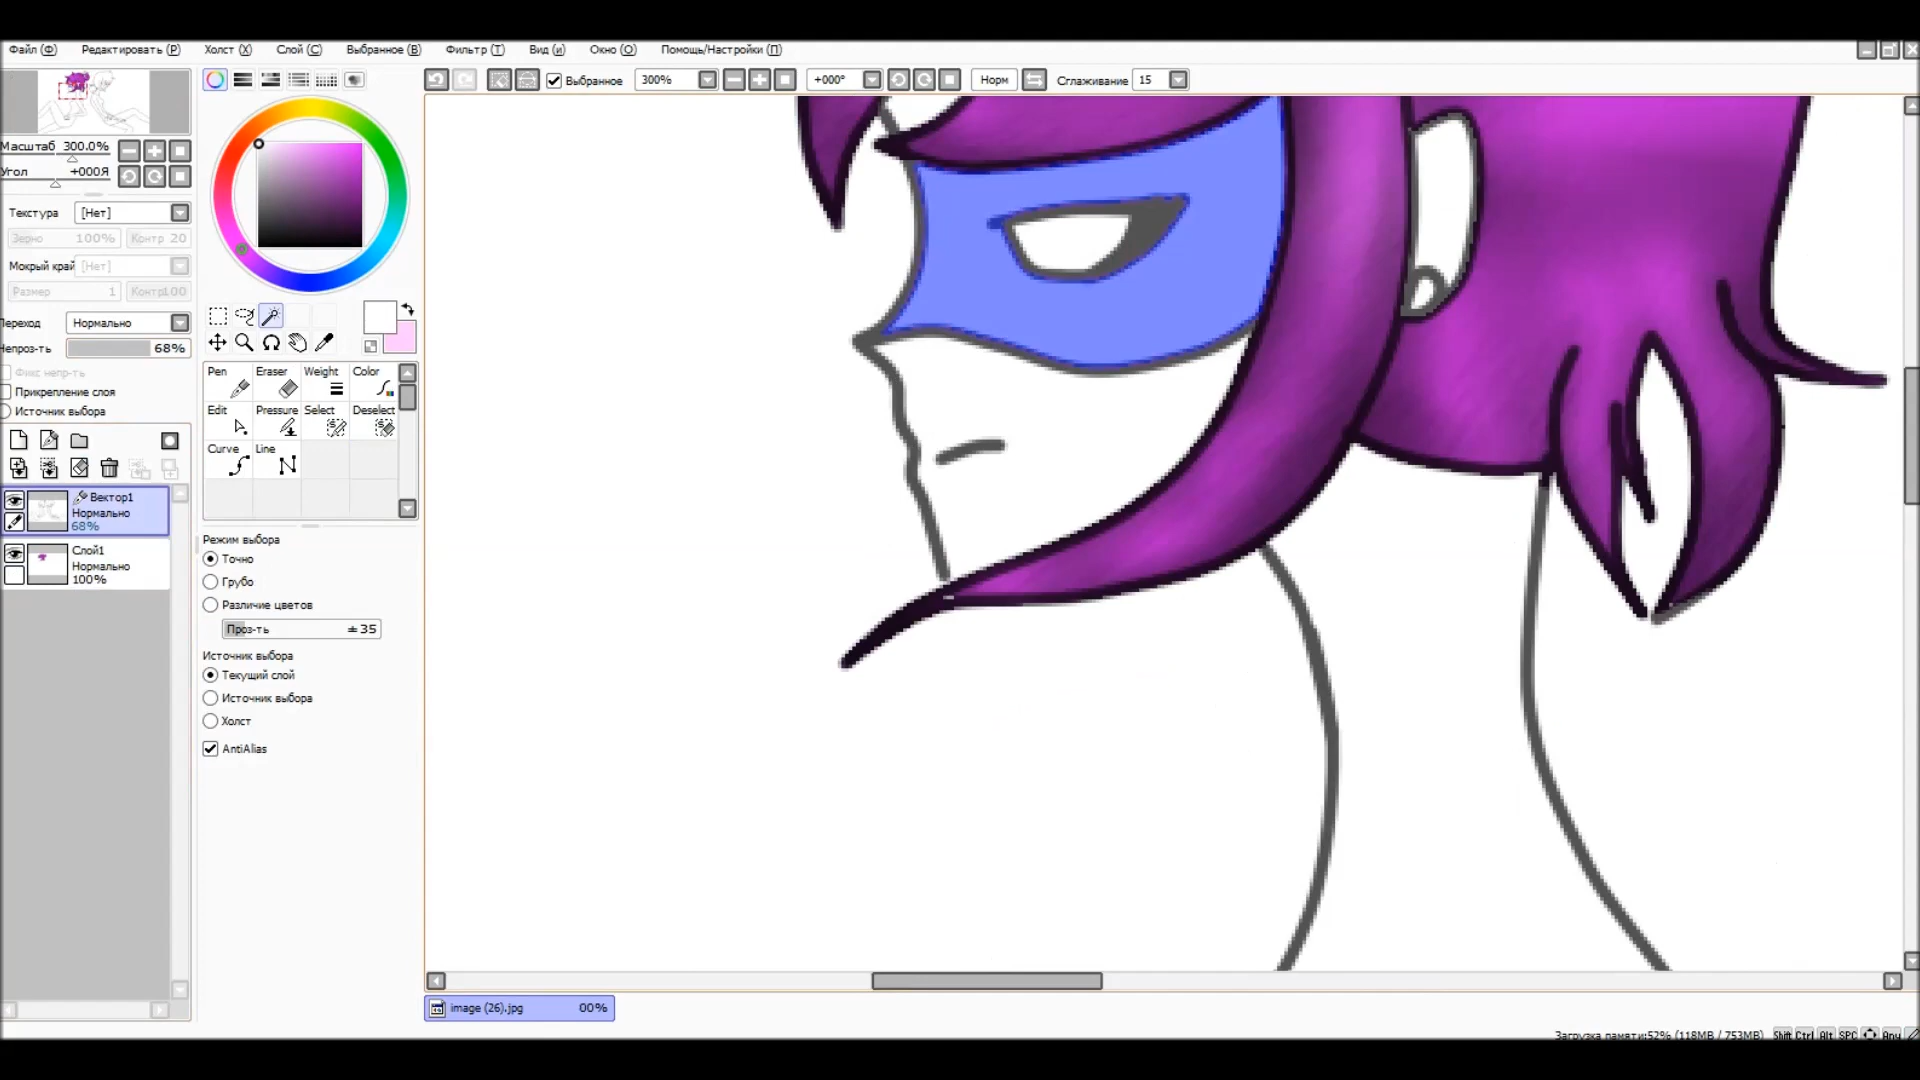 Файл (Ф) Редактировать (Р) Холст (X) Слой (C) Выбранное (B) Фильтр (T) Вид (и) Окно (O) Помощь/Настройки (П)
Выбранное 300% +000° Норм Сглаживание 15
Масштаб 300.0%
Угол +000Я
Текстура [Нет]
Зерно 100% Контр 20
Мокрый край [Нет]
Размер 1 Контр100
Переход Нормально
Непроз-ть 68%
Фикс непр-ть
Прикрепление слоя
Источник выбора
Вектор1
Нормально
68%
Слой1
Нормально
100%
Pen Eraser Weight Color
Edit Pressure Select Deselect
Curve Line
Режим выбора
Точно
Грубо
Различие цветов
Проз-ть ±35
Источник выбора
Текущий слой
Источник выбора
Холст
AntiAlias
image (26).jpg 00%
Загрузка памяти:52% (118MB / 753MB) Shift Ctrl Alt SPC Any